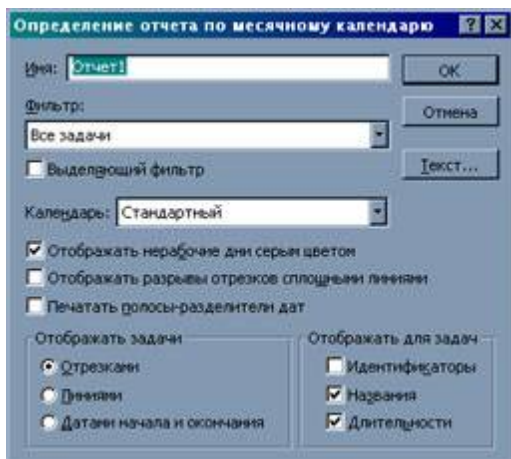 Определение отчета по месячному календарю
Имя: Отчет1
ОК
Фильтр:
Отмена
Все задачи
Выделяющий фильтр
Текст...
Календарь: Стандартный
Отображать нерабочие дни серым цветом
Отображать разрывы отрезков сплошными линиями
Печатать полосы-разделители дат
Отображать задачи
Отображать для задач
Отрезками
Идентификаторы
Линиями
Названия
Датами начала и окончания
Длительности